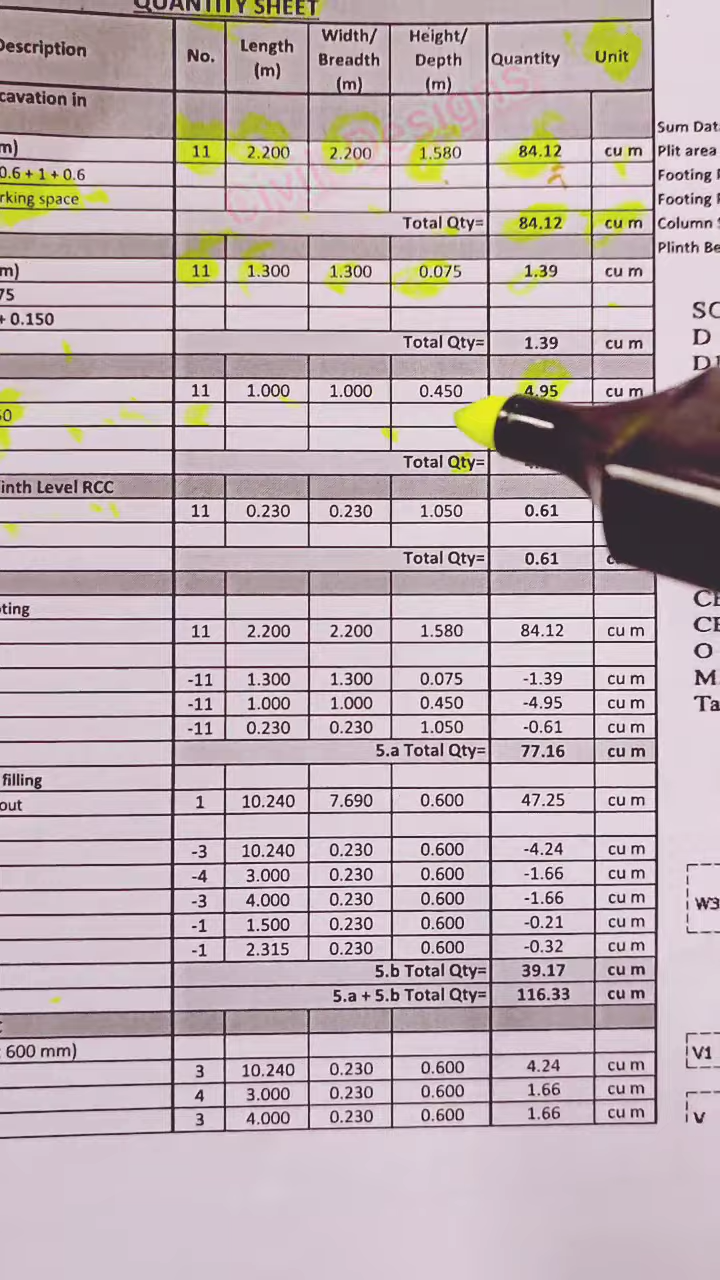 QUANTITY SHEET
Description No. Length (m) Width/ Breadth (m) Height/ Depth (m) Quantity Unit
cavation in
m) 11 2.200 2.200 1.580 84.12 cu m
0.6 + 1 + 0.6
rking space
Total Qty= 84.12 cu m
m) 11 1.300 1.300 0.075 1.39 cu m
75
+ 0.150
Total Qty= 1.39 cu m
11 1.000 1.000 0.450 4.95 cu m
Total Qty=
inth Level RCC
11 0.230 0.230 1.050 0.61
Total Qty= 0.61
ting
11 2.200 2.200 1.580 84.12 cu m
-11 1.300 1.300 0.075 -1.39 cu m
-11 1.000 1.000 0.450 -4.95 cu m
-11 0.230 0.230 1.050 -0.61 cu m
5.a Total Qty= 77.16 cu m
filling
out 1 10.240 7.690 0.600 47.25 cu m
-3 10.240 0.230 0.600 -4.24 cu m
-4 3.000 0.230 0.600 -1.66 cu m
-3 4.000 0.230 0.600 -1.66 cu m
-1 1.500 0.230 0.600 -0.21 cu m
-1 2.315 0.230 0.600 -0.32 cu m
5.b Total Qty= 39.17 cu m
5.a + 5.b Total Qty= 116.33 cu m
600 mm)
3 10.240 0.230 0.600 4.24 cu m
4 3.000 0.230 0.600 1.66 cu m
3 4.000 0.230 0.600 1.66 cu m
Civil Designs
Sum Dat
Plit area
Footing
Footing
Column
Plinth Be
SC
D
O
M
Ta
W3
V1
V